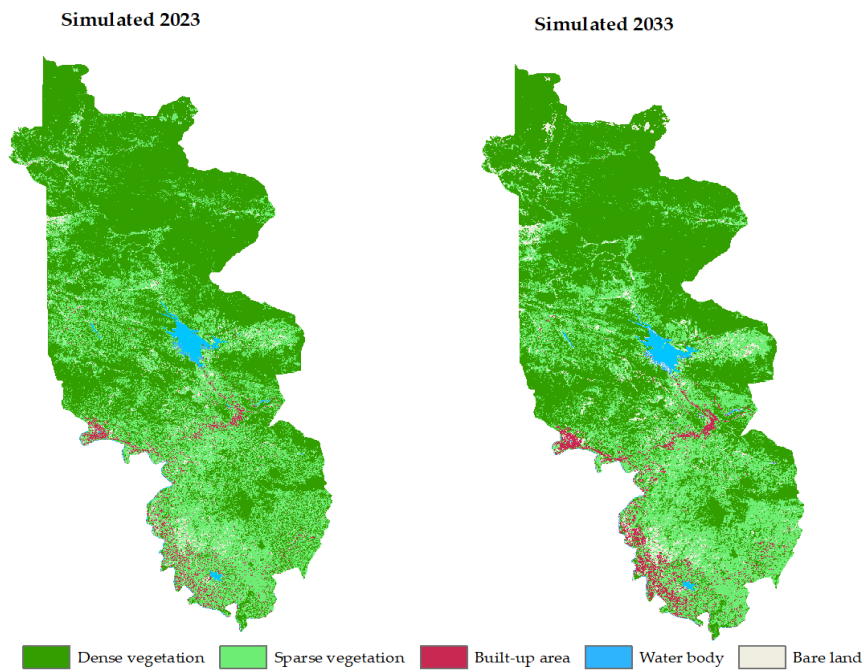 Simulated 2023
Simulated 2033
Dense vegetation
Sparse vegetation
Built-up area
Water body
Bare land